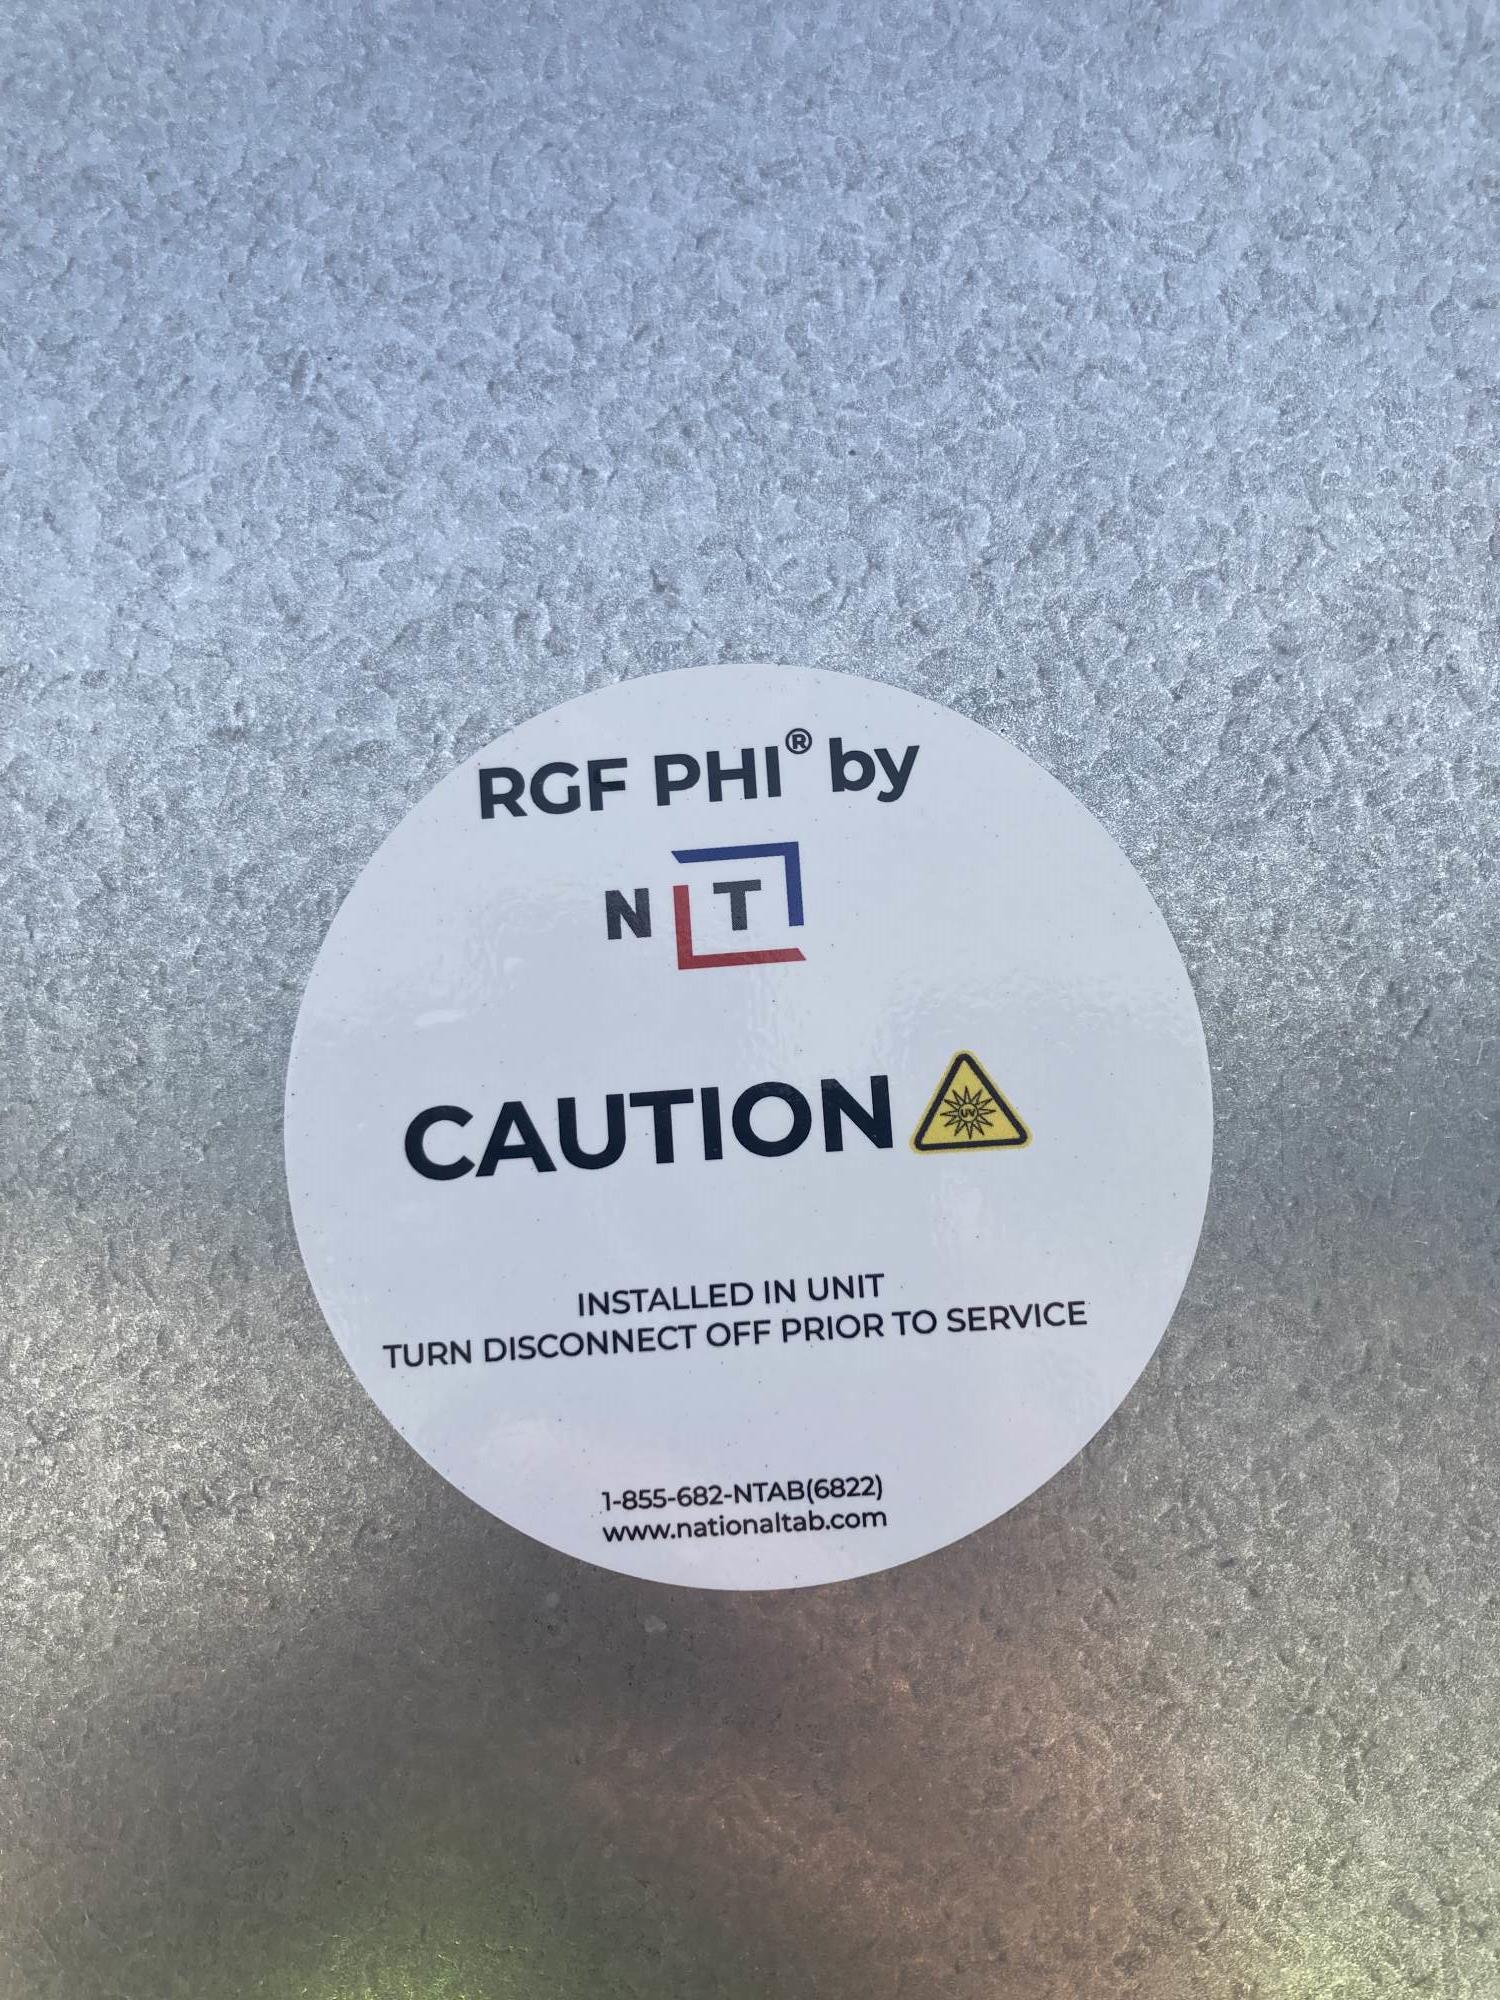 RGF PHI® by
N T
CAUTION
UV
INSTALLED IN UNIT
TURN DISCONNECT OFF PRIOR TO SERVICE
1-855-682-NTAB(6822)
www.nationaltab.com